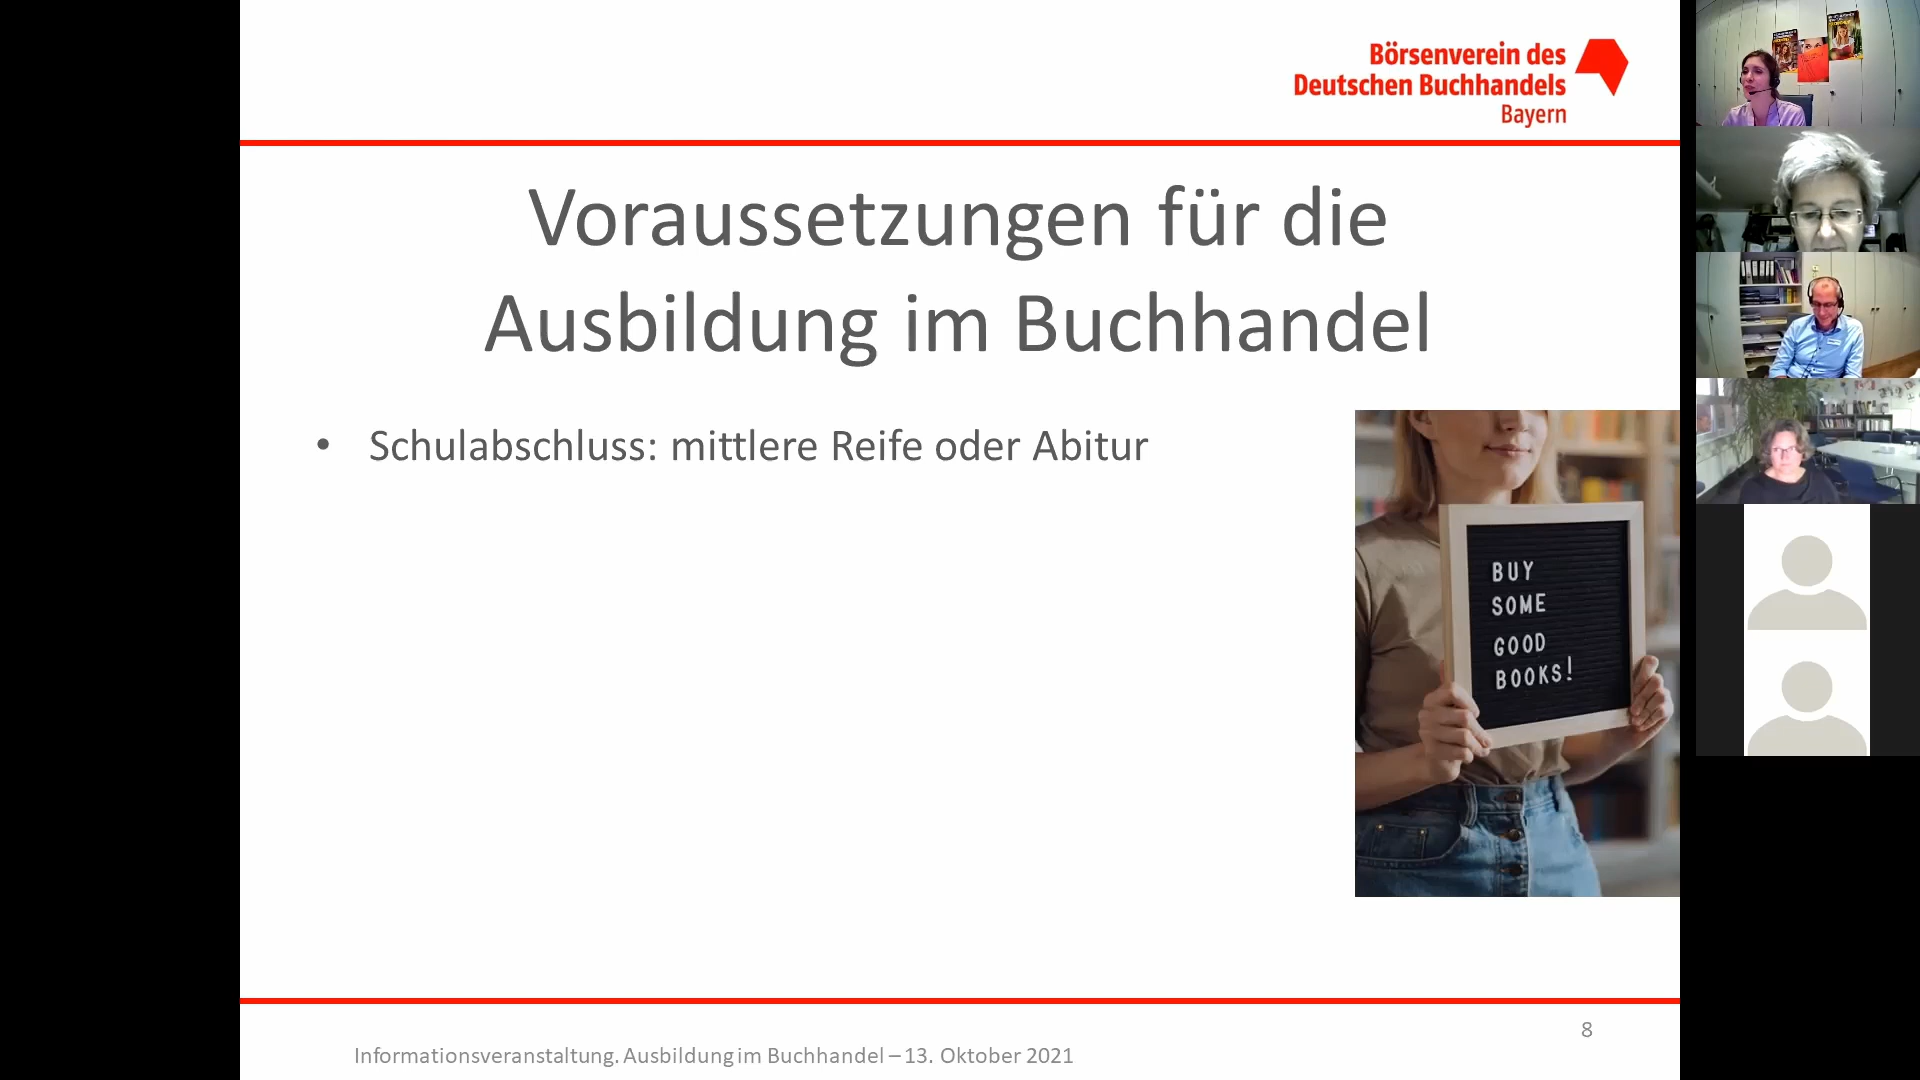 Börsenverein des
Deutschen Buchhandels
Bayern
Voraussetzungen für die
Ausbildung im Buchhandel
• Schulabschluss: mittlere Reife oder Abitur
BUY
SOME
GOOD
BOOKS!
8
Informationsveranstaltung. Ausbildung im Buchhandel – 13. Oktober 2021